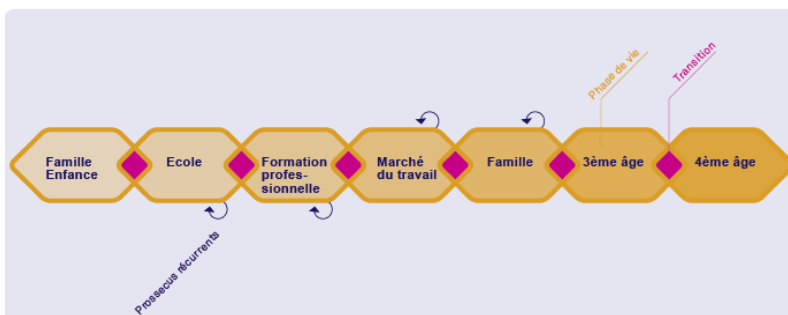 Phase de vie
Transition
Famille
Enfance
Ecole
Formation
profes-
sionnelle
Marché
du travail
Famille
3ème âge
4ème âge
Prossecus récurrents